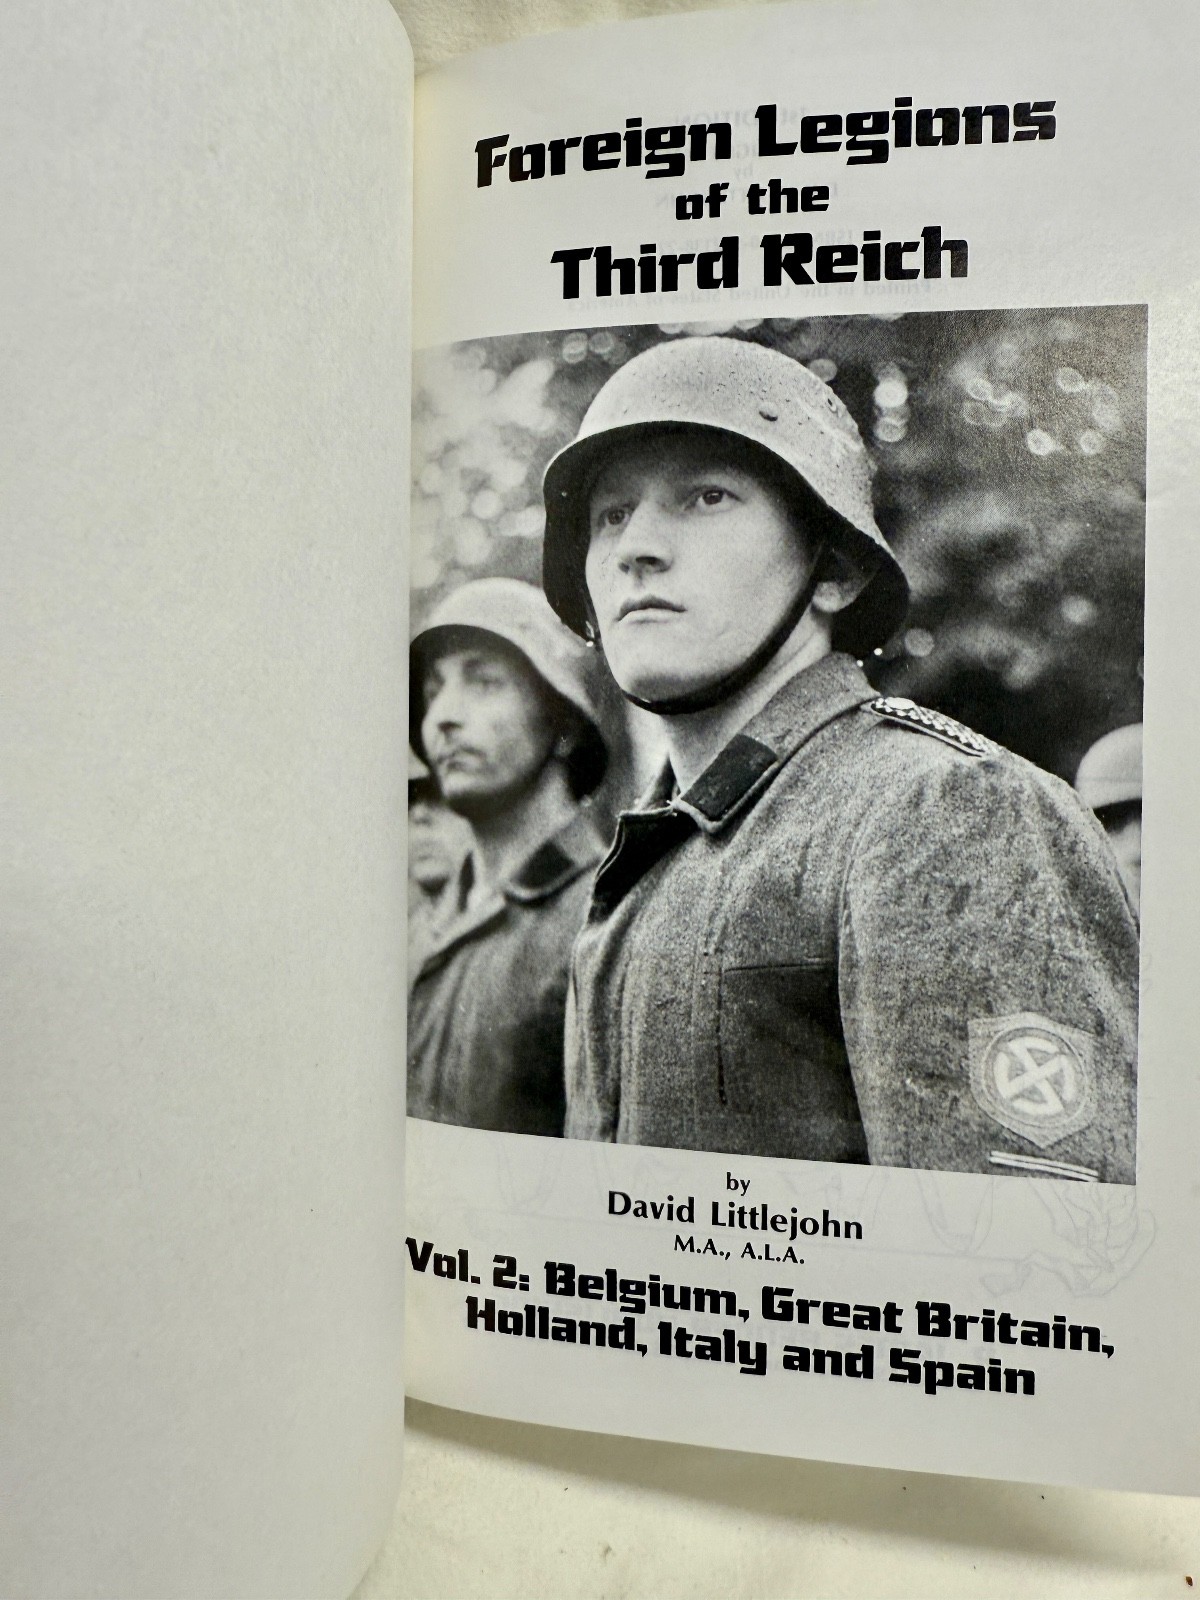 Foreign Legions
of the
Third Reich
by
David Littlejohn
M.A., A.L.A.
Vol. 2: Belgium, Great Britain,
Holland, Italy and Spain